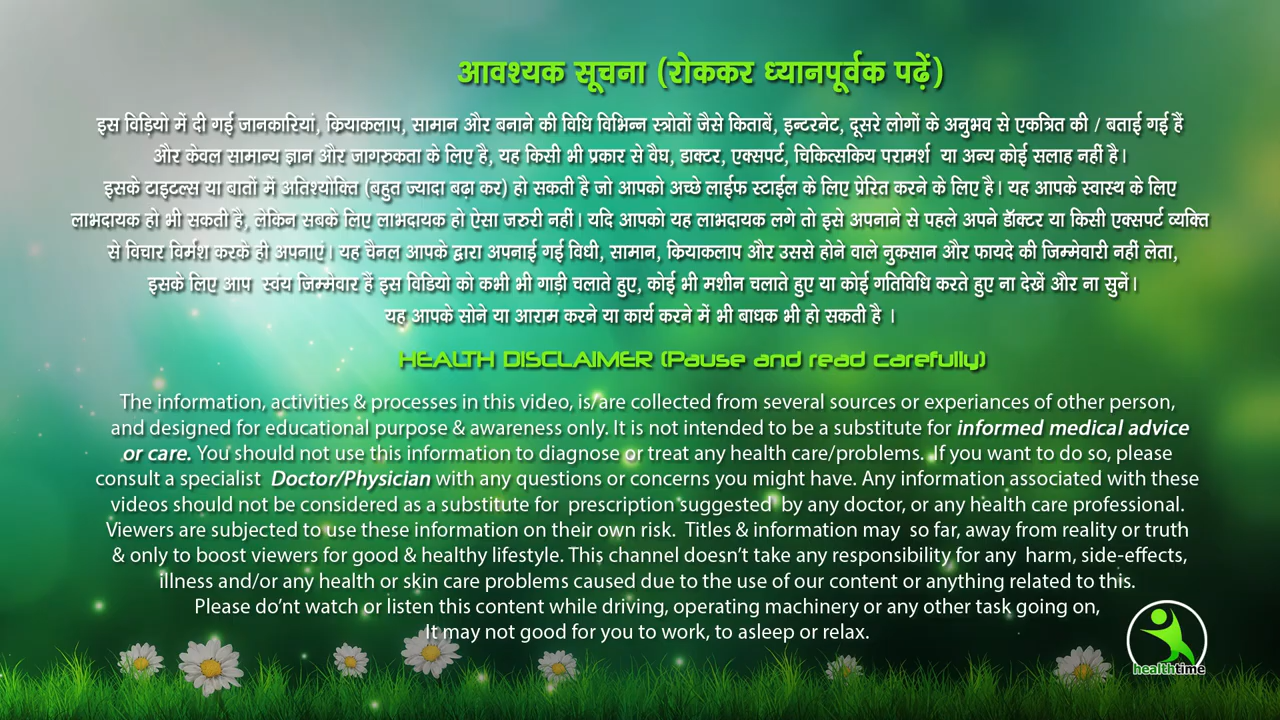 आवश्यक सूचना (रोककर ध्यानपूर्वक पढ़ें)
इस विड़ियो में दी गई जानकारियां, कियाकलाप, सामान और बनाने की विधि विभिन्न स्त्रोतों जैसे किताबें, इन्टरनेट, दूसरे लोगों के अनुभव से एकत्रित की / बताई गई हैं
और केवल सामान्य ज्ञान और जागरुकता के लिए है, यह किसी भी प्रकार से वैघ, डाक्टर, एक्सपर्ट, चिकित्सकिय परामर्श या अन्य कोई सलाह नहीं है।
इसके टाइटल्स या बातों में अतिश्योक्ति (बहुत ज्यादा बढ़ा कर) हो सकती है जो आपको अच्छे लाईफ स्टाईल के लिए प्रेरित करने के लिए है। यह आपके स्वास्थ के लिए
लाभदायक हो भी सकती है, लेकिन सबके लिए लाभदायक हो ऐसा जरुरी नहीं। यदि आपको यह लाभदायक लगे तो इसे अपनाने से पहले अपने डॉक्टर या किसी एक्सपर्ट व्यक्ति
से विचार विर्मश करके ही अपनाएं। यह चैनल आपके द्वारा अपनाई गई विधी, सामान, कियाकलाप और उससे होने वाले नुकसान और फायदे की जिम्मेवारी नहीं लेता,
इसके लिए आप स्वंय जिम्मेवार हैं इस विडियो को कभी भी गाड़ी चलाते हुए, कोई भी मशीन चलाते हुए या कोई गतिविधि करते हुए ना देखें और ना सुनें।
यह आपके सोने या आराम करने या कार्य करने में भी बाधक भी हो सकती है ।
HEALTH DISCLAIMER (Pause and read carefully)
The information, activities & processes in this video, is/are collected from several sources or experiances of other person,
and designed for educational purpose & awareness only. It is not intended to be a substitute for informed medical advice
or care. You should not use this information to diagnose or treat any health care/problems. If you want to do so, please
consult a specialist Doctor/Physician with any questions or concerns you might have. Any information associated with these
videos should not be considered as a substitute for prescription suggested by any doctor, or any health care professional.
Viewers are subjected to use these information on their own risk. Titles & information may so far, away from reality or truth
& only to boost viewers for good & healthy lifestyle. This channel doesn't take any responsibility for any harm, side-effects,
illness and/or any health or skin care problems caused due to the use of our content or anything related to this.
Please do'nt watch or listen this content while driving, operating machinery or any other task going on,
It may not good for you to work, to asleep or relax.
healthtime